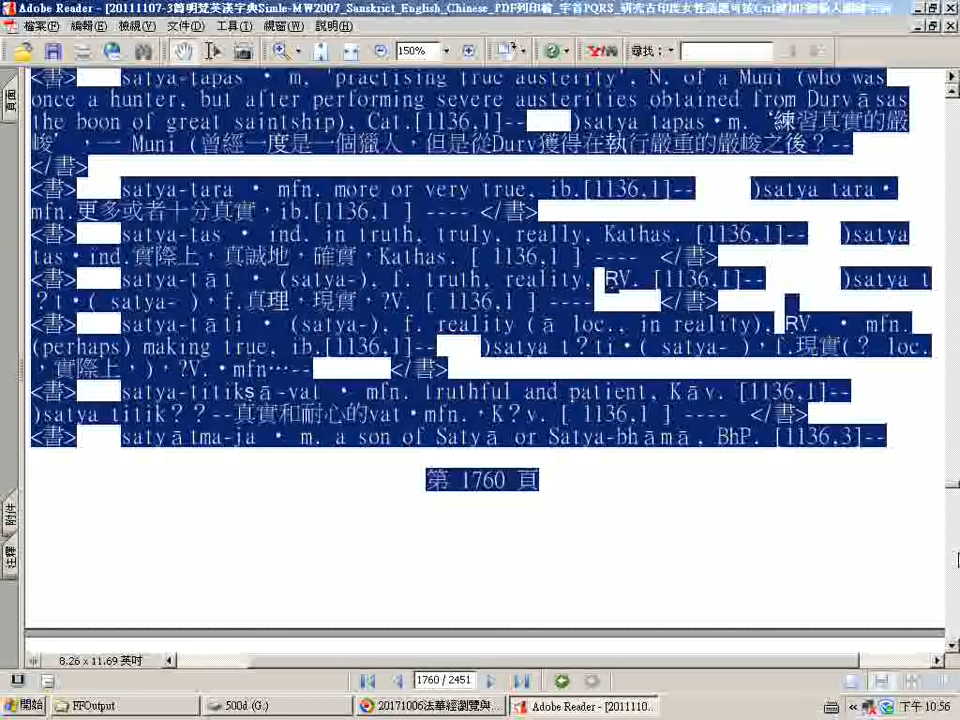 Adobe Reader - [20111107-3簡明梵英漢字典Simle-MW2007_Sanskrict_English_Chinese_PDF列印稿_字首PQRS_研究古印度女性議題可按Ctrl鍵加F鍵輸入關鍵字詞
檔案(F) 編輯(E) 檢視(V) 文件(D) 工具(T) 視窗(W) 說明(H)
150% 尋找：
頁面
<書> satya-tapas • m. 'practising true austerity', N. of a Muni (who was
once a hunter, but after performing severe austerities obtained from Durvāsas
the boon of great saintship), Cat.[1136,1]-- )satya tapas•m. '練習真實的嚴
峻'，一 Muni (曾經一度是一個獵人，但是從Durv獲得在執行嚴重的嚴峻之後？--
</書>
<書> satya-tara • mfn. more or very true, ib.[1136,1]-- )satya tara•
mfn.更多或者十分真實，ib.[1136,1 ] ---- </書>
<書> satya-tas • ind. in truth, truly, really, Kathas. [1136,1]-- )satya
tas•ind.實際上，真誠地，確實，Kathas. [ 1136,1 ] ---- </書>
<書> satya-tāt • (satya-), f. truth, reality, RV. [1136,1]-- )satya t
?t•( satya- )，f.真理，現實，?V. [ 1136,1 ] ---- </書>
<書> satya-tāti • (satya-), f. reality (ā loc., in reality), RV. • mfn.
(perhaps) making true, ib.[1136,1]-- )satya t?ti•( satya- )，f.現實(? loc.
，實際上，)，?V.•mfn…-- </書>
<書> satya-titikṣā-vat • mfn. truthful and patient, Kāv. [1136,1]--
)satya titik？？--真實和耐心的vat•mfn.，K?v. [ 1136,1 ] ---- </書>
<書> satyātma-ja • m. a son of Satyā or Satya-bhāmā, BhP. [1136,3]--
第 1760 頁
附件
注釋
8.26 x 11.69 英吋
1760 / 2451
開始 FFOutput 500d (G:) 20171006法華經瀏覽與... Adobe Reader - [2011110... 下午 10:56